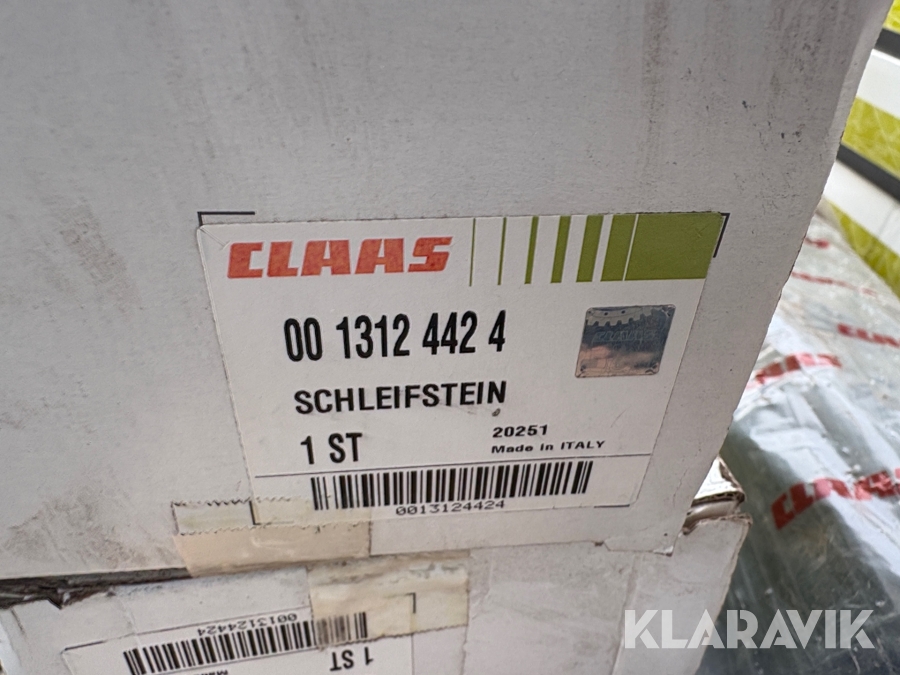 CLAAS
00 1312 442 4
SCHLEIFSTEIN
1 ST
20251
Made in ITALY
0013124424
CLAAS
0013124424
1 ST
KLARAVIK